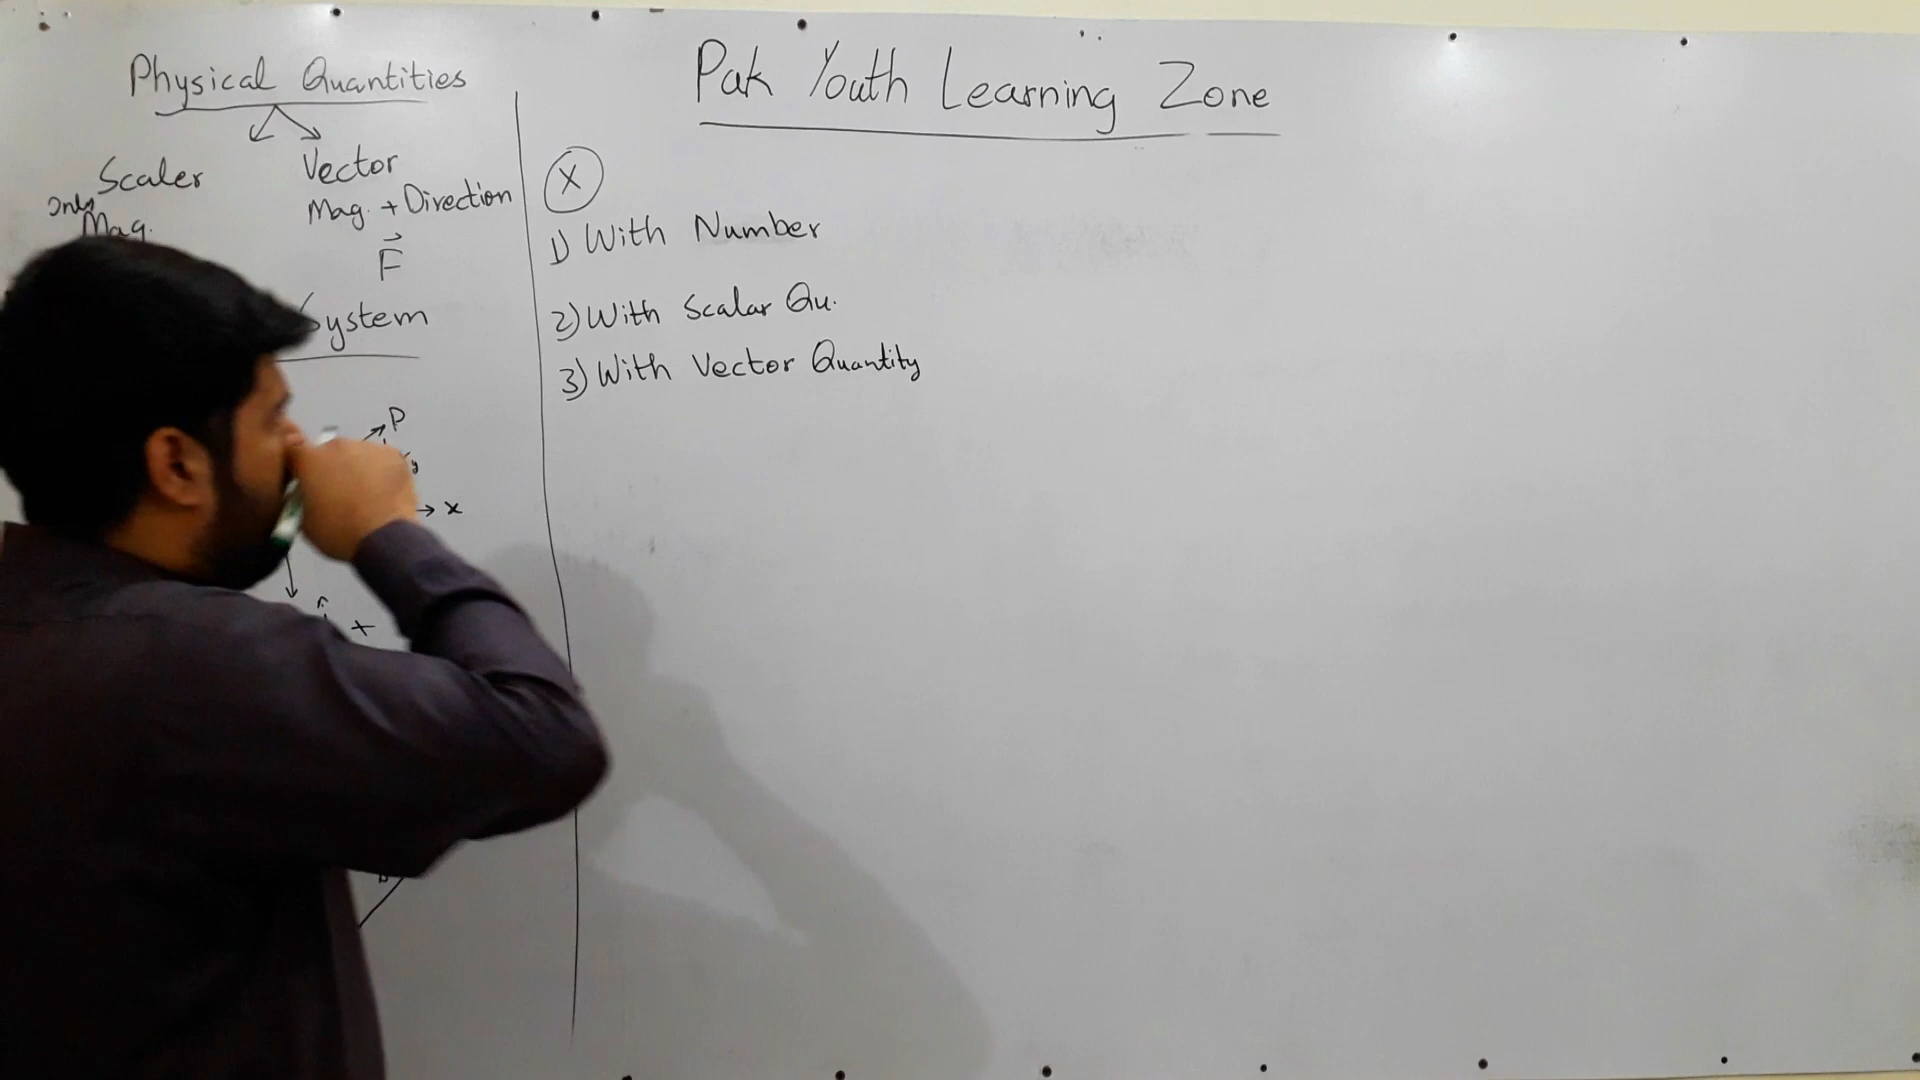 Pak Youth Learning Zone
Physical Quantities
Scaler
Only
Mag.
Vector
Mag. + Direction
F
System
P
y
x
+
X
1) With Number
2) With Scalar Qu.
3) With Vector Quantity